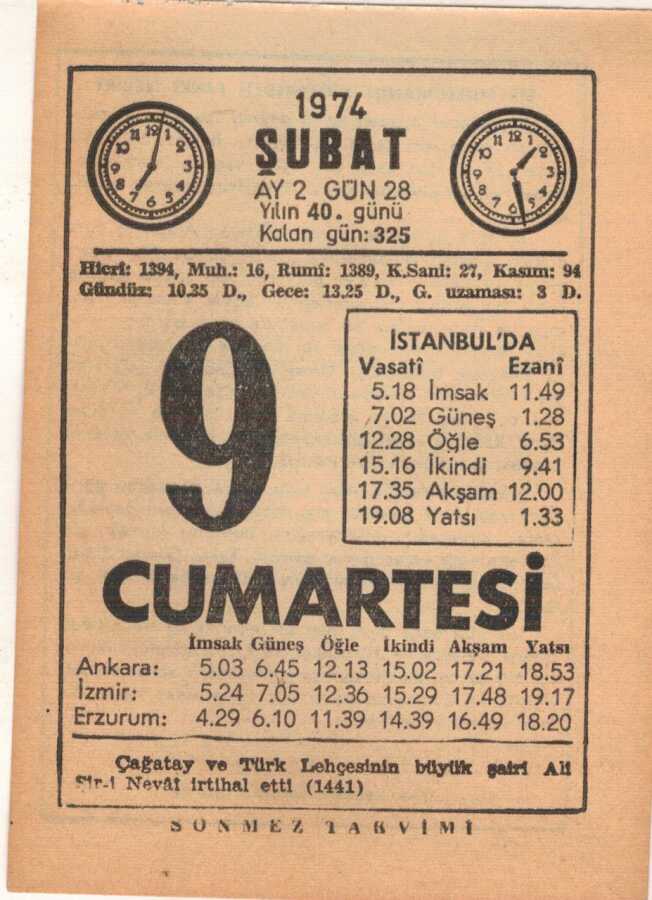 1974
ŞUBAT
AY 2 GÜN 28
Yılın 40. günü
Kalan gün: 325
Hicrî: 1394, Muh.: 16, Rumî: 1389, K.Sani: 27, Kasım: 94
Gündüz: 10.35 D., Gece: 13.25 D., G. uzaması: 3 D.
9
İSTANBUL'DA
Vasatî Ezanî
5.18 İmsak 11.49
7.02 Güneş 1.28
12.28 Öğle 6.53
15.16 İkindi 9.41
17.35 Akşam 12.00
19.08 Yatsı 1.33
CUMARTESİ
İmsak Güneş Öğle İkindi Akşam Yatsı
Ankara: 5.03 6.45 12.13 15.02 17.21 18.53
İzmir: 5.24 7.05 12.36 15.29 17.48 19.17
Erzurum: 4.29 6.10 11.39 14.39 16.49 18.20
Çağatay ve Türk Lehçesinin büyük şairi Ali
Şir-i Nevâî irtihal etti (1441)
SÖNMEZ TAKVİMİ